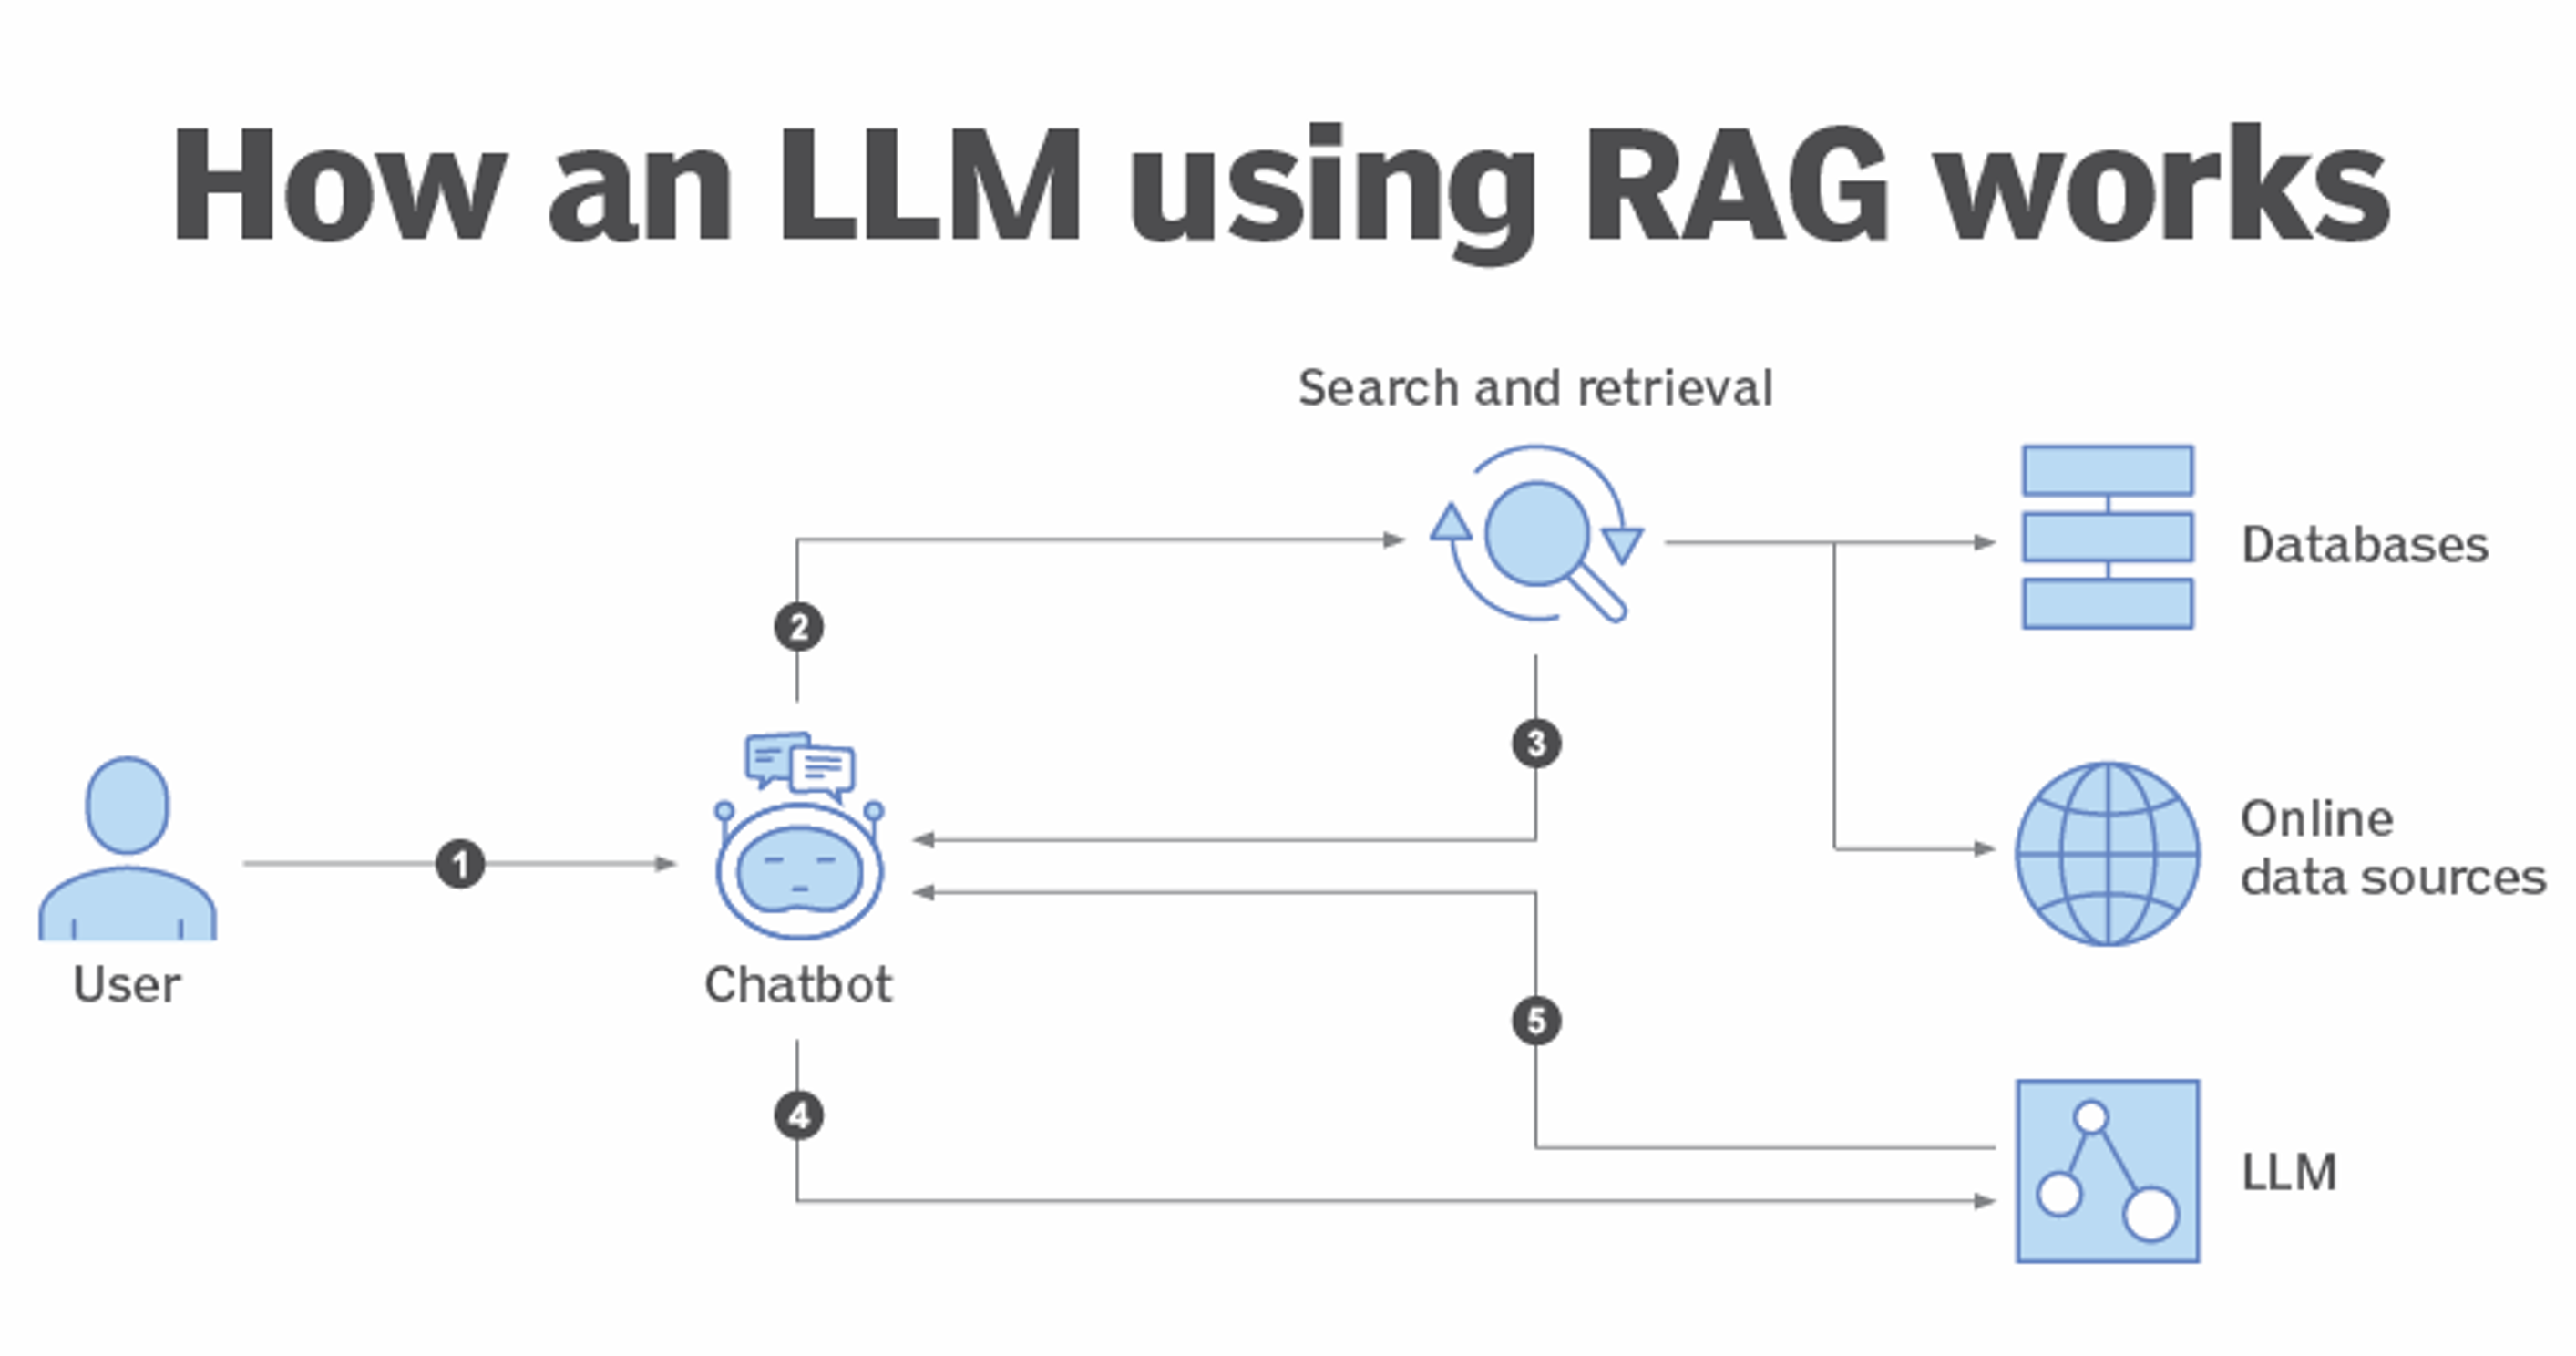 How an LLM using RAG works
Search and retrieval
Databases
2
3
Online
data sources
1
User
Chatbot
5
4
LLM